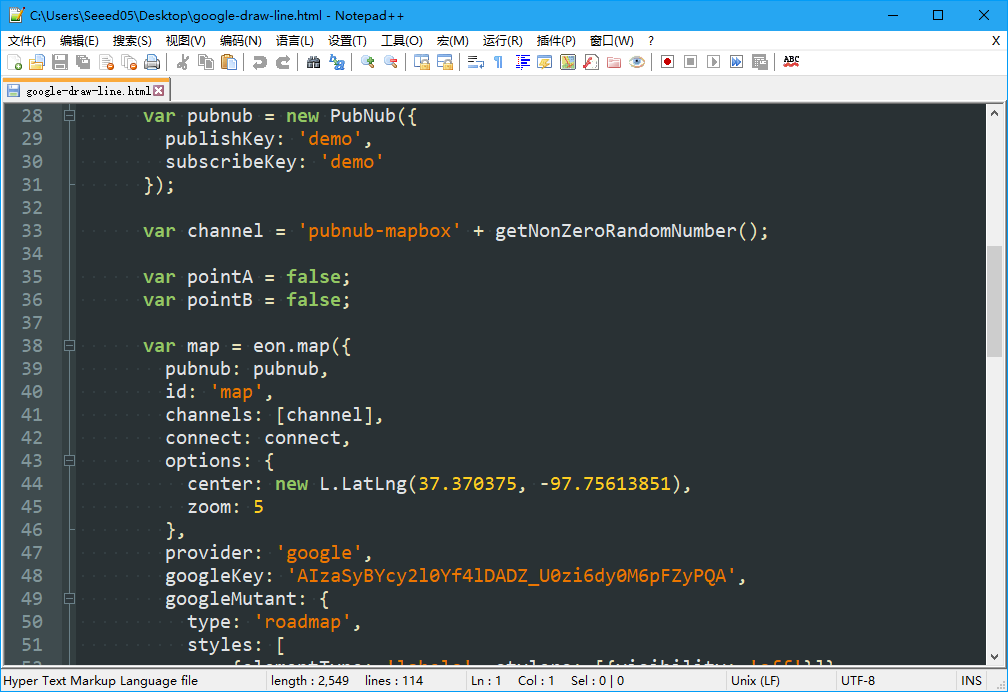 C:\Users\Seeed05\Desktop\google-draw-line.html - Notepad++
文件(F) 编辑(E) 搜索(S) 视图(V) 编码(N) 语言(L) 设置(T) 工具(O) 宏(M) 运行(R) 插件(P) 窗口(W) ? X
ABC
google-draw-line.html
28 var pubnub = new PubNub({
29 publishKey: 'demo',
30 subscribeKey: 'demo'
31 });
32
33 var channel = 'pubnub-mapbox' + getNonZeroRandomNumber();
34
35 var pointA = false;
36 var pointB = false;
37
38 var map = eon.map({
39 pubnub: pubnub,
40 id: 'map',
41 channels: [channel],
42 connect: connect,
43 options: {
44 center: new L.LatLng(37.370375, -97.75613851),
45 zoom: 5
46 },
47 provider: 'google',
48 googleKey: 'AIzaSyBYcy2l0Yf4lDADZ_U0zi6dy0M6pFZyPQA',
49 googleMutant: {
50 type: 'roadmap',
51 styles: [
Hyper Text Markup Language file length : 2,549 lines : 114 Ln : 1 Col : 1 Sel : 0 | 0 Unix (LF) UTF-8 INS